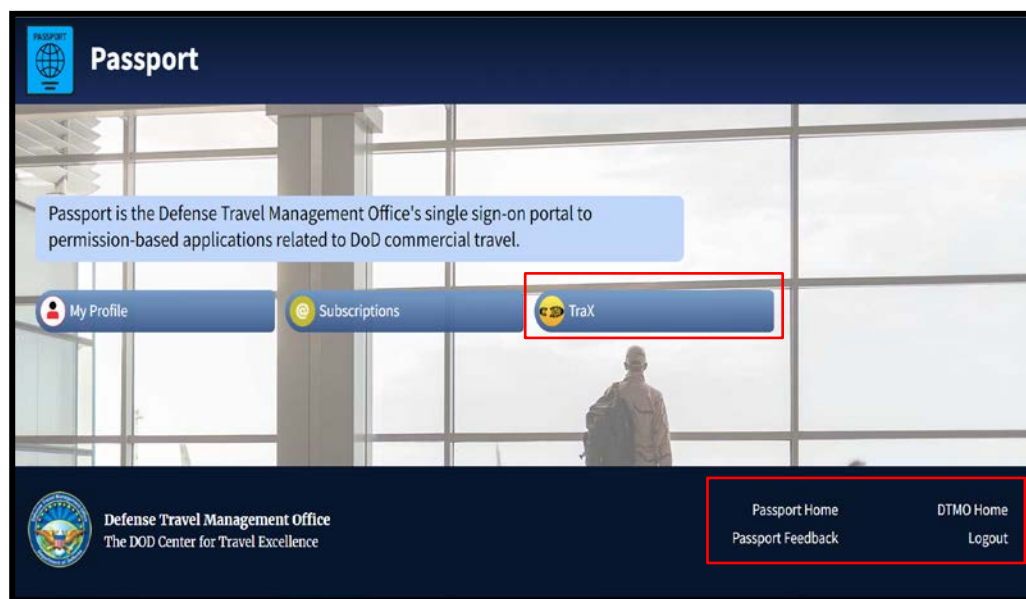 PASSPORT
Passport
Passport is the Defense Travel Management Office's single sign-on portal to
permission-based applications related to DoD commercial travel.
My Profile
@ Subscriptions
TraX
Defense Travel Management Office
The DOD Center for Travel Excellence
Passport Home
DTMO Home
Passport Feedback
Logout